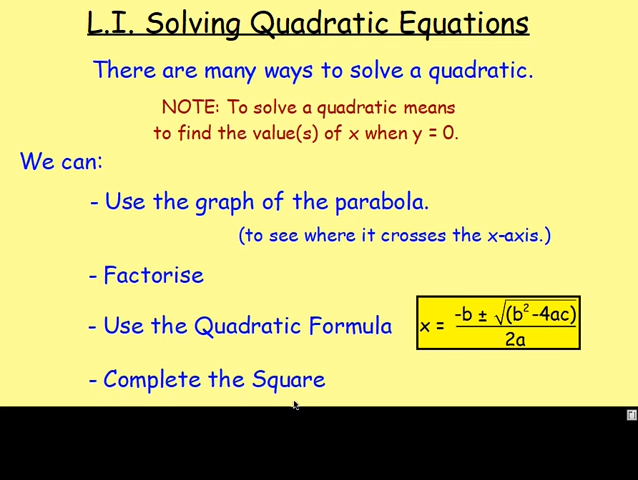 L.I. Solving Quadratic Equations
There are many ways to solve a quadratic.
NOTE: To solve a quadratic means
to find the value(s) of x when y = 0.
We can:
- Use the graph of the parabola.
(to see where it crosses the x-axis.)
- Factorise
- Use the Quadratic Formula
x = -b ± √(b²-4ac)
2a
- Complete the Square